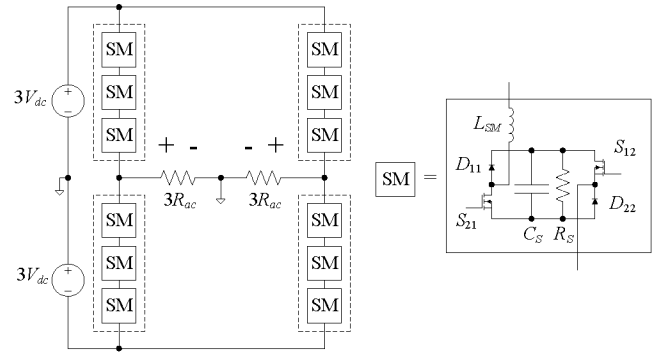 SM SM
SM SM
3V_dc + -
SM SM
+ - - +
3R_ac 3R_ac
SM SM
SM SM
3V_dc + -
SM SM
SM =
L_SM
S_12
D_11
D_22
S_21
C_S R_S